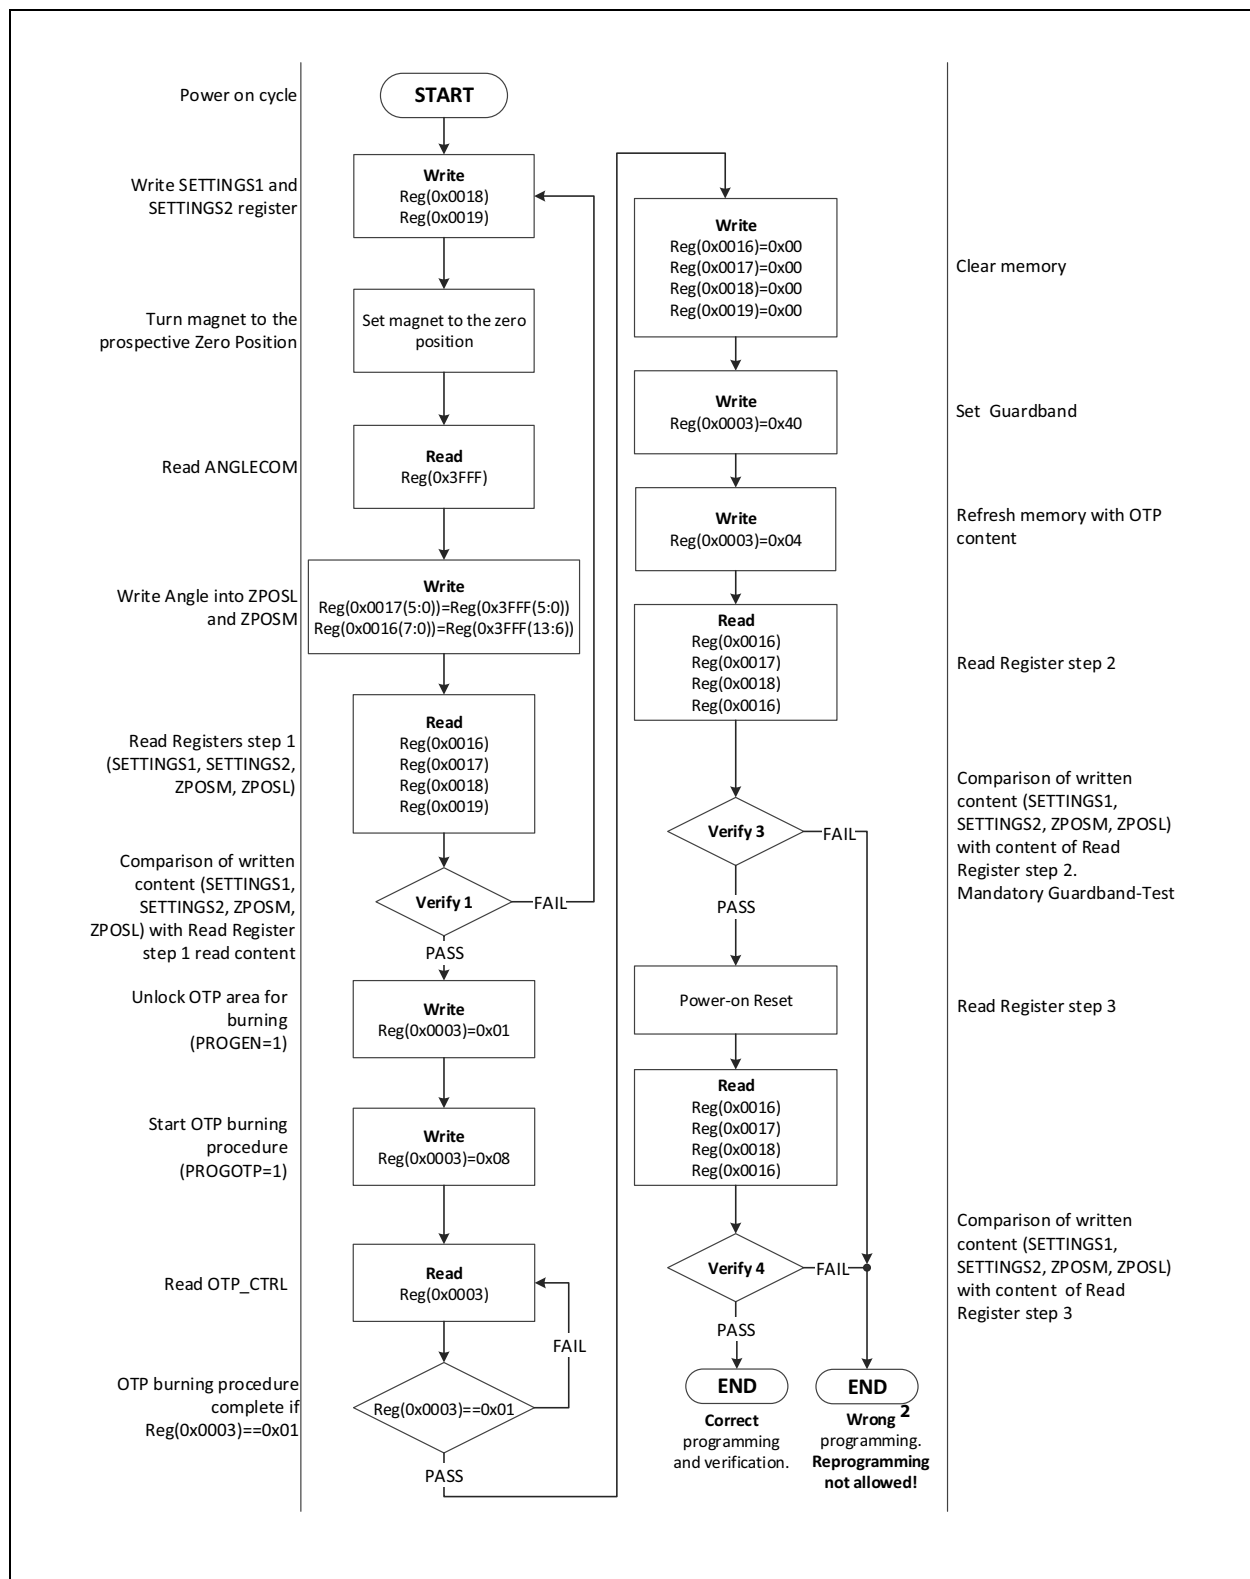 Power on cycle
START
Write SETTINGS1 and
SETTINGS2 register
Write
Reg(0x0018)
Reg(0x0019)
Turn magnet to the
prospective Zero Position
Set magnet to the zero
position
Read ANGLECOM
Read
Reg(0x3FFF)
Write Angle into ZPOSL
and ZPOSM
Write
Reg(0x0017(5:0))=Reg(0x3FFF(5:0))
Reg(0x0016(7:0))=Reg(0x3FFF(13:6))
Read Registers step 1
(SETTINGS1, SETTINGS2,
ZPOSM, ZPOSL)
Read
Reg(0x0016)
Reg(0x0017)
Reg(0x0018)
Reg(0x0019)
Comparison of written
content (SETTINGS1,
SETTINGS2, ZPOSM,
ZPOSL) with Read Register
step 1 read content
Verify 1
FAIL
PASS
Unlock OTP area for
burning
(PROGEN=1)
Write
Reg(0x0003)=0x01
Start OTP burning
procedure
(PROGOTP=1)
Write
Reg(0x0003)=0x08
Read OTP_CTRL
Read
Reg(0x0003)
FAIL
OTP burning procedure
complete if
Reg(0x0003)==0x01
Reg(0x0003)==0x01
PASS
Write
Reg(0x0016)=0x00
Reg(0x0017)=0x00
Reg(0x0018)=0x00
Reg(0x0019)=0x00
Clear memory
Write
Reg(0x0003)=0x40
Set Guardband
Write
Reg(0x0003)=0x04
Refresh memory with OTP
content
Read
Reg(0x0016)
Reg(0x0017)
Reg(0x0018)
Reg(0x0016)
Read Register step 2
Verify 3
FAIL
PASS
Comparison of written
content (SETTINGS1,
SETTINGS2, ZPOSM, ZPOSL)
with content of Read
Register step 2.
Mandatory Guardband-Test
Power-on Reset
Read Register step 3
Read
Reg(0x0016)
Reg(0x0017)
Reg(0x0018)
Reg(0x0016)
Verify 4
FAIL
PASS
Comparison of written
content (SETTINGS1,
SETTINGS2, ZPOSM, ZPOSL)
with content of Read
Register step 3
END
Correct
programming
and verification.
END
Wrong 2
programming.
Reprogramming
not allowed!